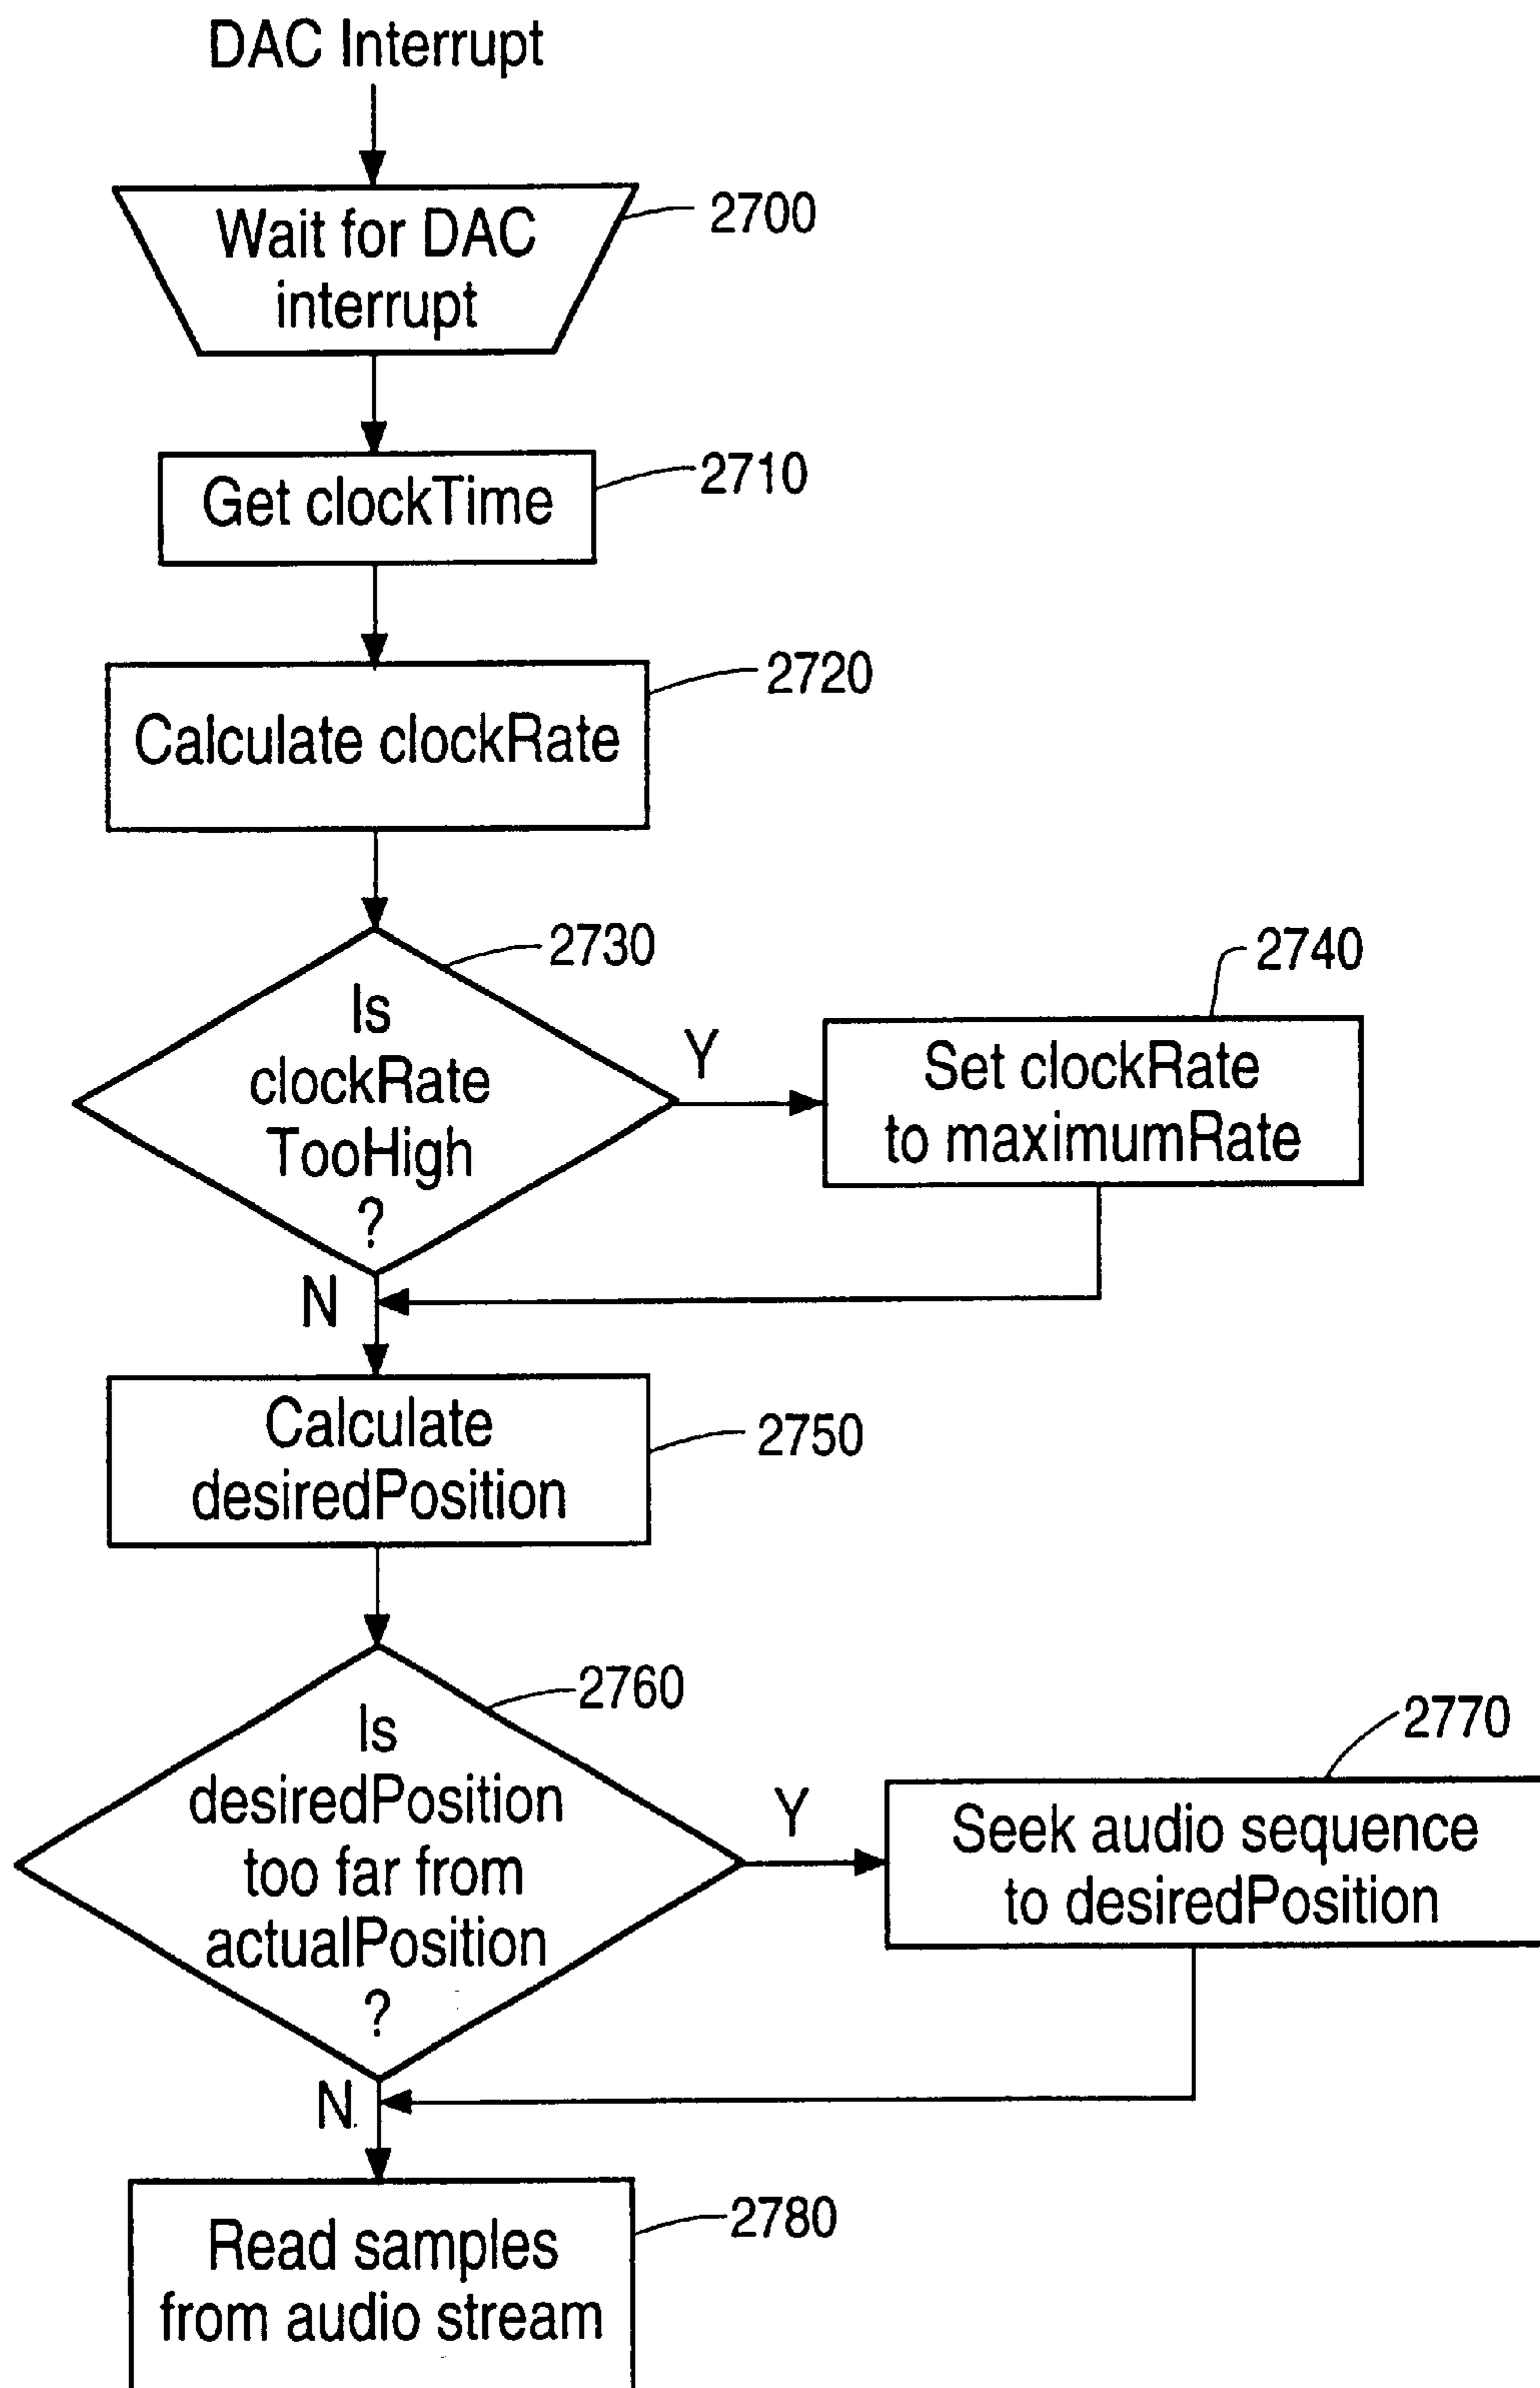 DAC Interrupt
Wait for DAC
interrupt
2700
Get clockTime
2710
Calculate clockRate
2720
Is
clockRate
TooHigh
?
2730
Y
N
Set clockRate
to maximumRate
2740
Calculate
desiredPosition
2750
Is
desiredPosition
too far from
actualPosition
?
2760
Y
N
Seek audio sequence
to desiredPosition
2770
Read samples
from audio stream
2780